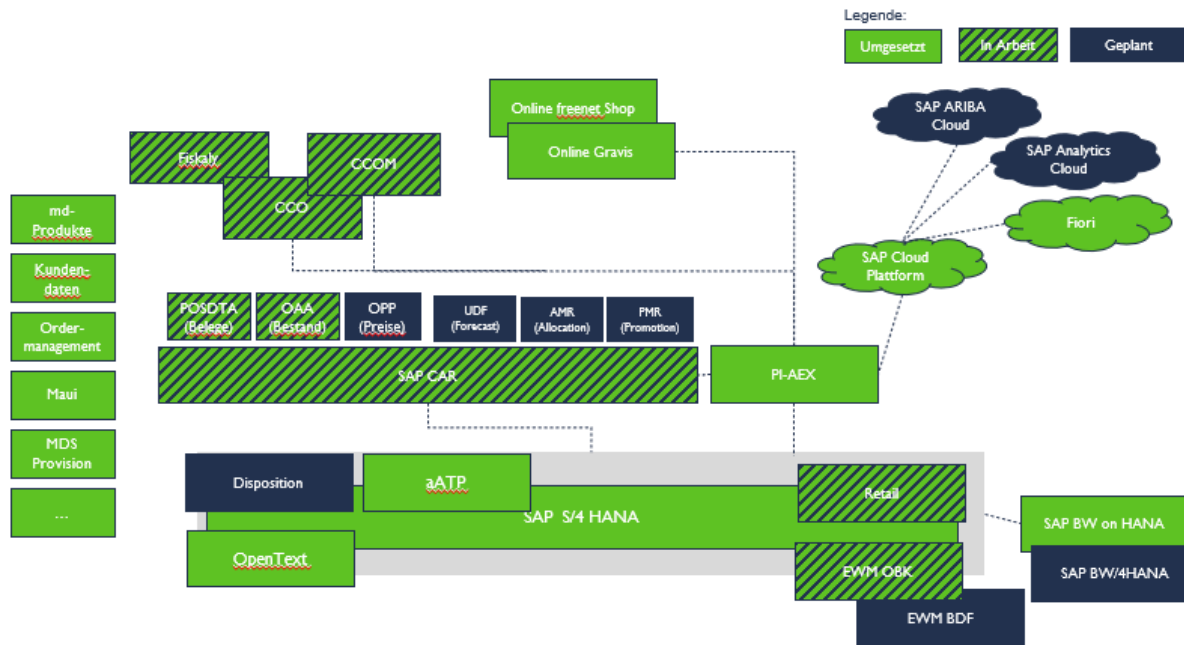 Legende:
Umgesetzt
In Arbeit
Geplant
SAP ARIBA
Cloud
SAP Analytics
Cloud
Fiori
SAP Cloud
Plattform
Online freenet Shop
Online Gravis
Fiskaly
CCOM
CCO
md-
Produkte
Kunden-
daten
Order-
management
Maui
MDS
Provision
...
POSDTA
(Belege)
OAA
(Bestand)
OPP
(Preise)
UDF
(Forecast)
AMR
(Allocation)
PMR
(Promotion)
SAP CAR
PI-AEX
Disposition
aATP
Retail
SAP S/4 HANA
OpenText
EWM OBK
EWM BDF
SAP BW on HANA
SAP BW/4HANA